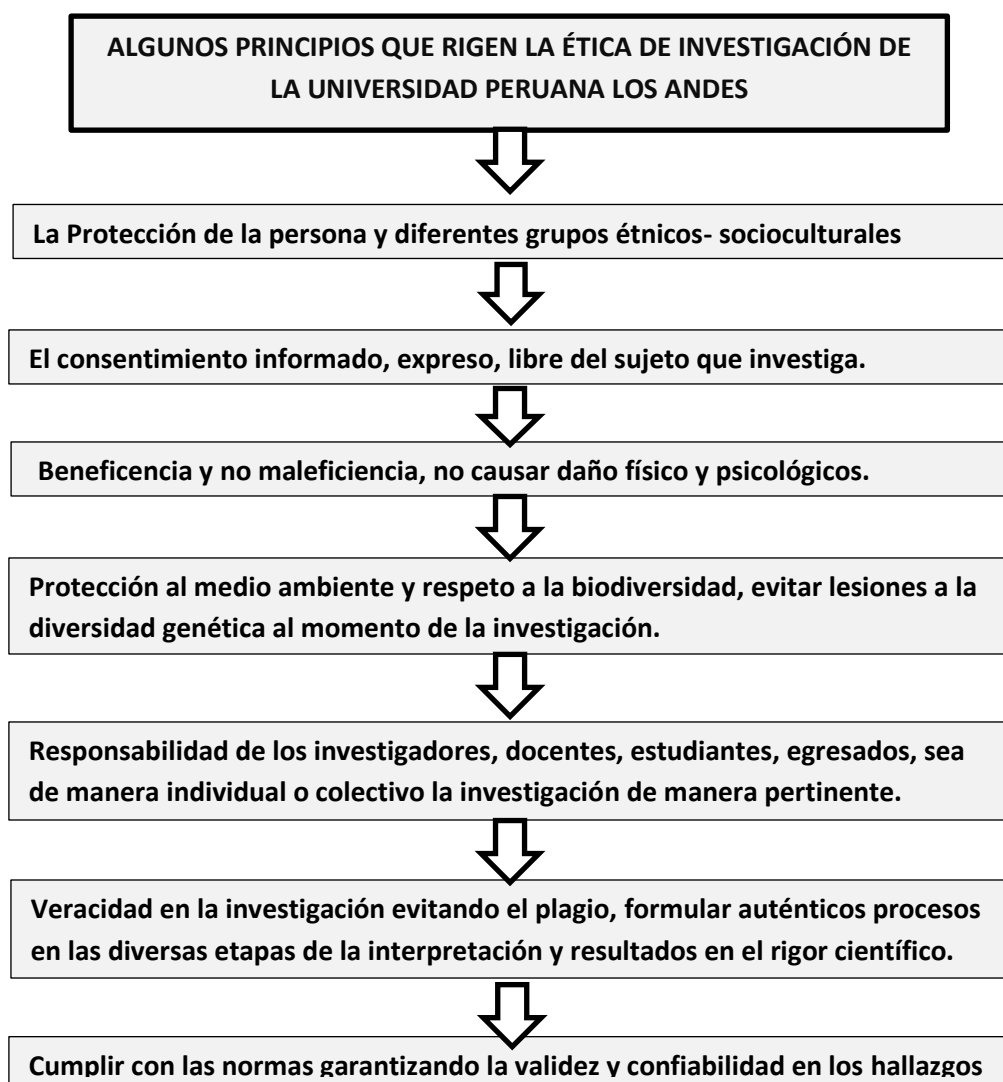 ALGUNOS PRINCIPIOS QUE RIGEN LA ÉTICA DE INVESTIGACIÓN DE
LA UNIVERSIDAD PERUANA LOS ANDES
La Protección de la persona y diferentes grupos étnicos- socioculturales
El consentimiento informado, expreso, libre del sujeto que investiga.
Beneficencia y no maleficiencia, no causar daño físico y psicológicos.
Protección al medio ambiente y respeto a la biodiversidad, evitar lesiones a la
diversidad genética al momento de la investigación.
Responsabilidad de los investigadores, docentes, estudiantes, egresados, sea
de manera individual o colectivo la investigación de manera pertinente.
Veracidad en la investigación evitando el plagio, formular auténticos procesos
en las diversas etapas de la interpretación y resultados en el rigor científico.
Cumplir con las normas garantizando la validez y confiabilidad en los hallazgos